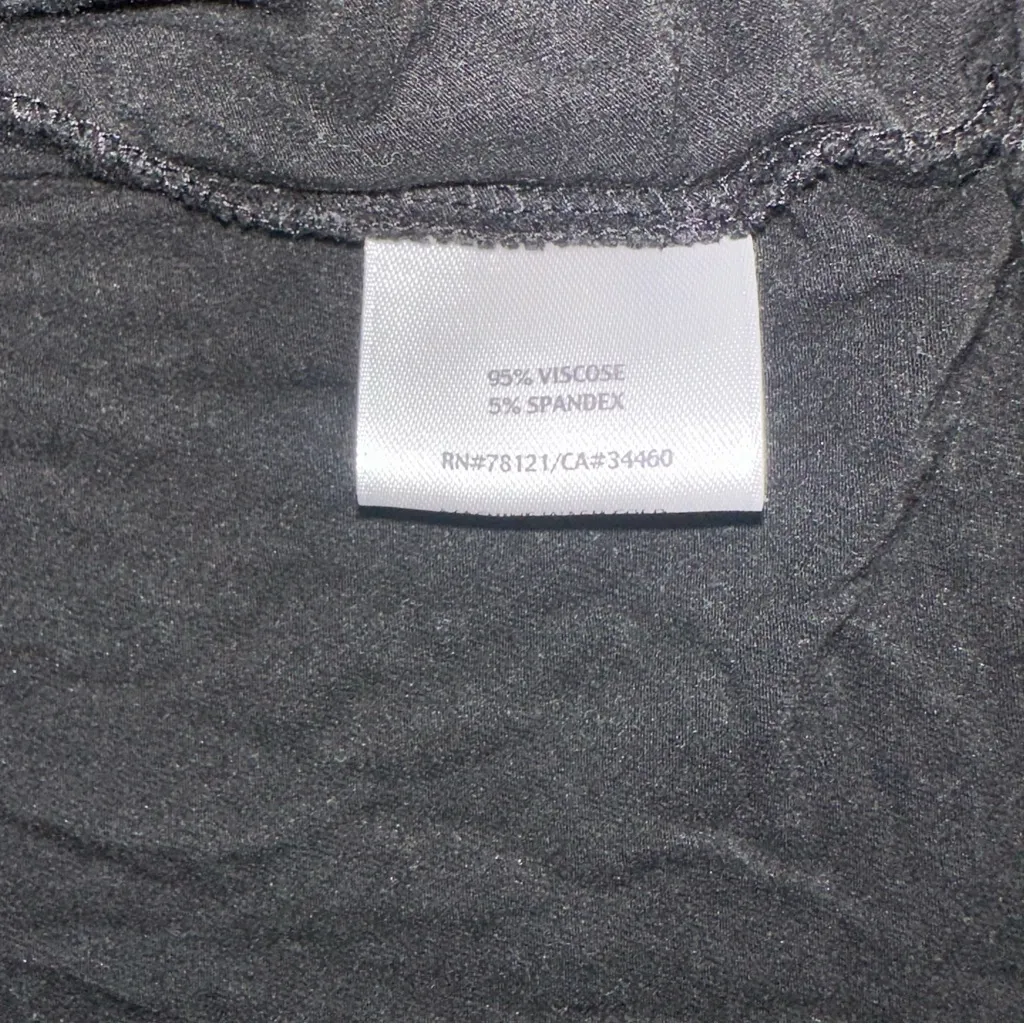 95% VISCOSE
5% SPANDEX
RN#78121/CA#34460